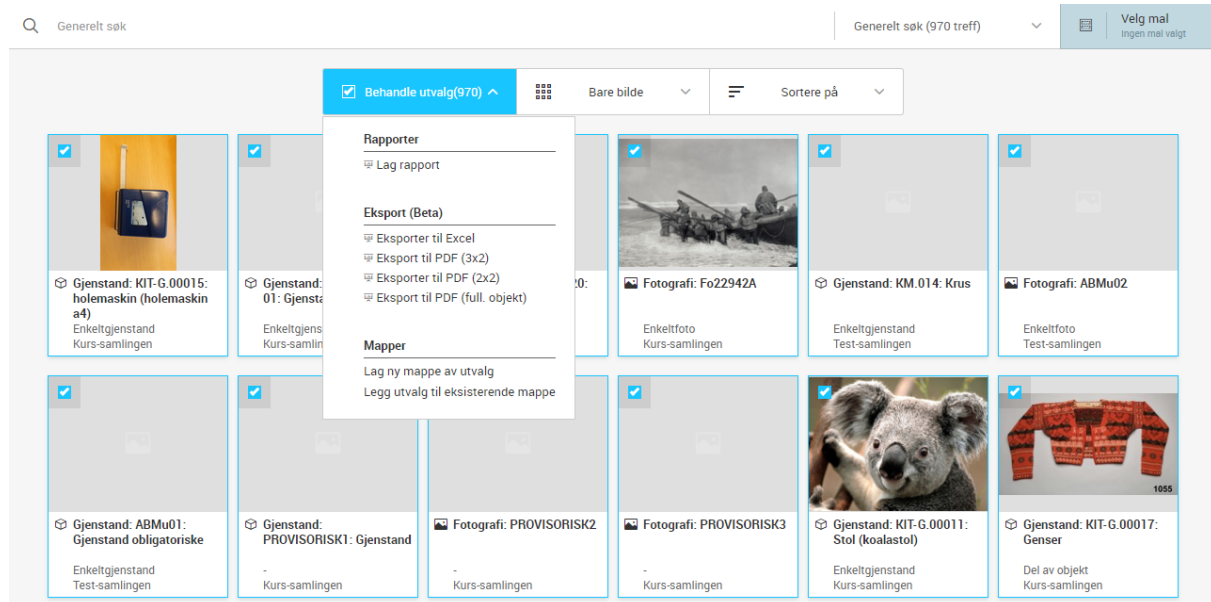 Generelt søk
Generelt søk (970 treff)
Velg mal
Ingen mal valgt
Behandle utvalg(970)
Bare bilde
Sortere på
Rapporter
Lag rapport
Eksport (Beta)
Eksporter til Excel
Eksport til PDF (3x2)
Eksporter til PDF (2x2)
Eksport til PDF (full. objekt)
Mapper
Lag ny mappe av utvalg
Legg utvalg til eksisterende mappe
Gjenstand: KIT-G.00015:
holemaskin (holemaskin
a4)
Enkeltgjenstand
Kurs-samlingen
Gjenstand:
01: Gjensta
Enkeltgjens
Kurs-samlin
20:
Fotografi: Fo22942A
Enkeltfoto
Kurs-samlingen
Gjenstand: KM.014: Krus
Enkeltgjenstand
Test-samlingen
Fotografi: ABMu02
Enkeltfoto
Test-samlingen
Gjenstand: ABMu01:
Gjenstand obligatoriske
Enkeltgjenstand
Test-samlingen
Gjenstand:
PROVISORISK1: Gjenstand
-
Kurs-samlingen
Fotografi: PROVISORISK2
-
Kurs-samlingen
Fotografi: PROVISORISK3
-
Kurs-samlingen
Gjenstand: KIT-G.00011:
Stol (koalastol)
Enkeltgjenstand
Kurs-samlingen
1055
Gjenstand: KIT-G.00017:
Genser
Del av objekt
Kurs-samlingen